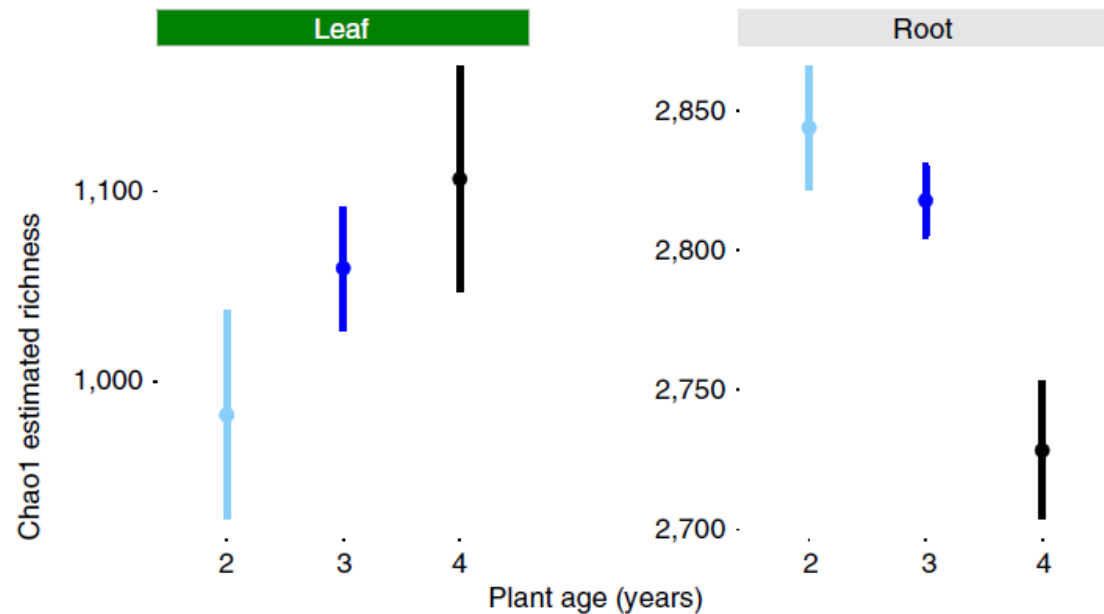 Leaf
Root
Chao1 estimated richness
1,100
1,000
2,850
2,800
2,750
2,700
2 3 4
2 3 4
Plant age (years)